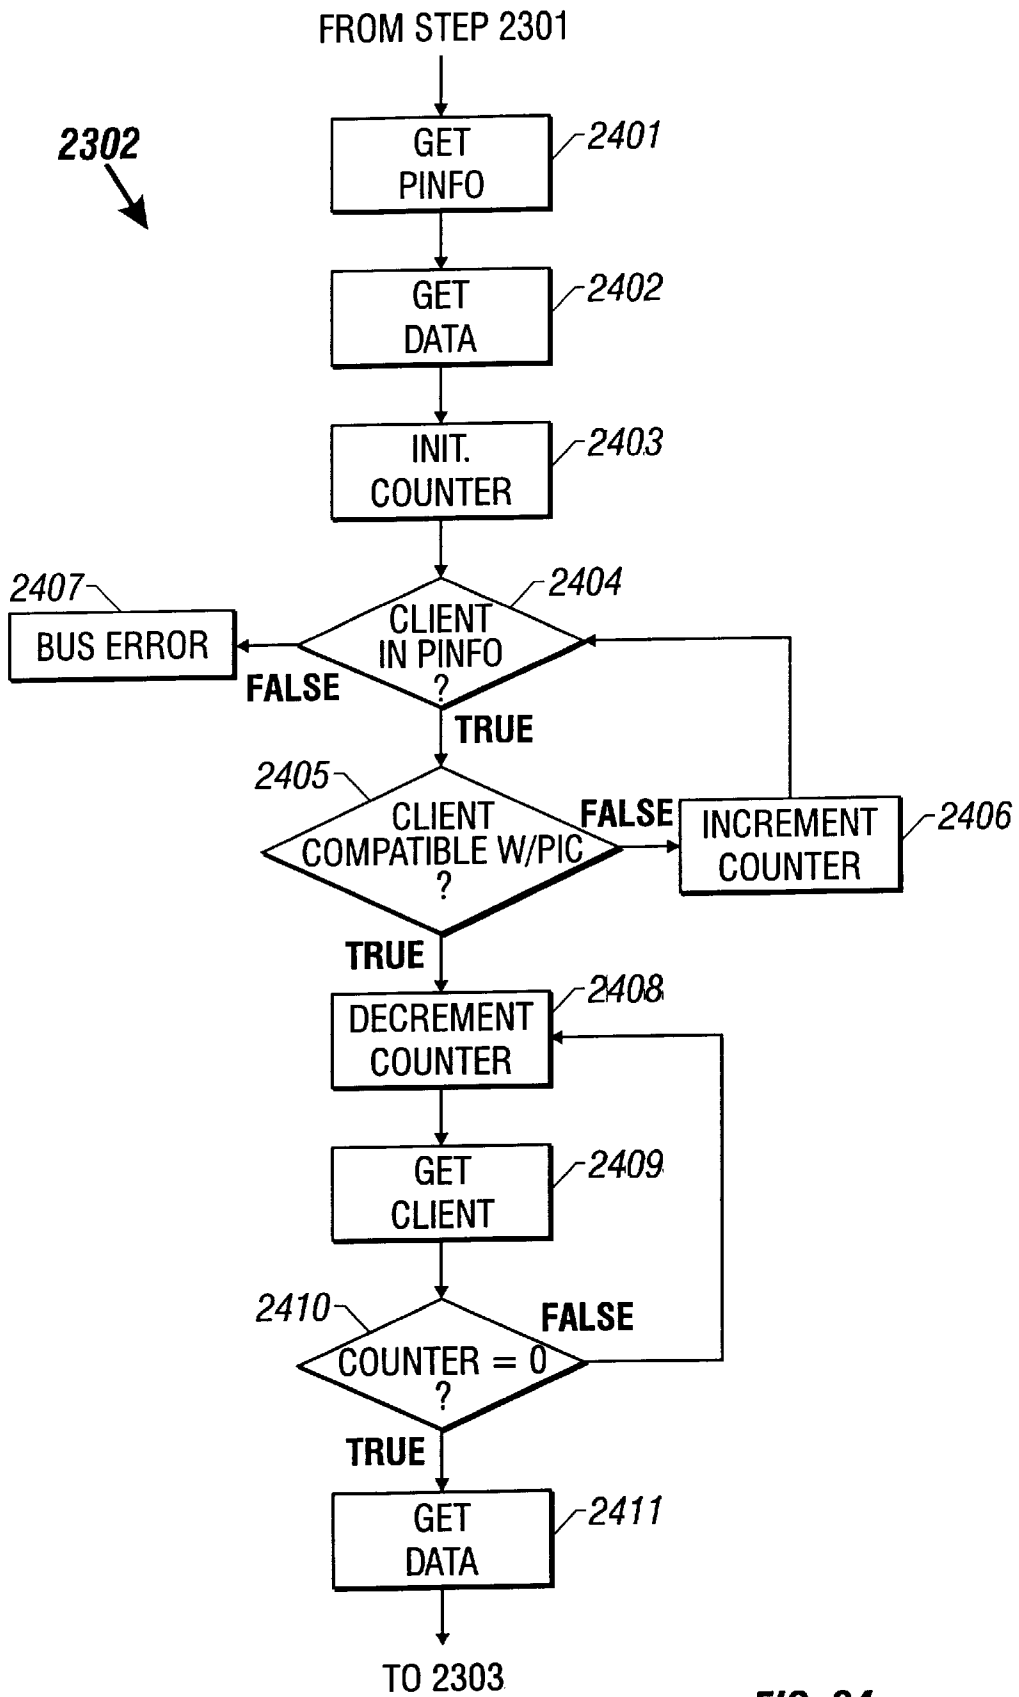 FROM STEP 2301
2302
GET
PINFO
2401
GET
DATA
2402
INIT.
COUNTER
2403
2404
CLIENT
IN PINFO
?
2407
BUS ERROR
FALSE
TRUE
2405
CLIENT
COMPATIBLE W/PIC
?
FALSE
INCREMENT
COUNTER
2406
TRUE
DECREMENT
COUNTER
2408
GET
CLIENT
2409
2410
COUNTER = 0
?
FALSE
TRUE
GET
DATA
2411
TO 2303